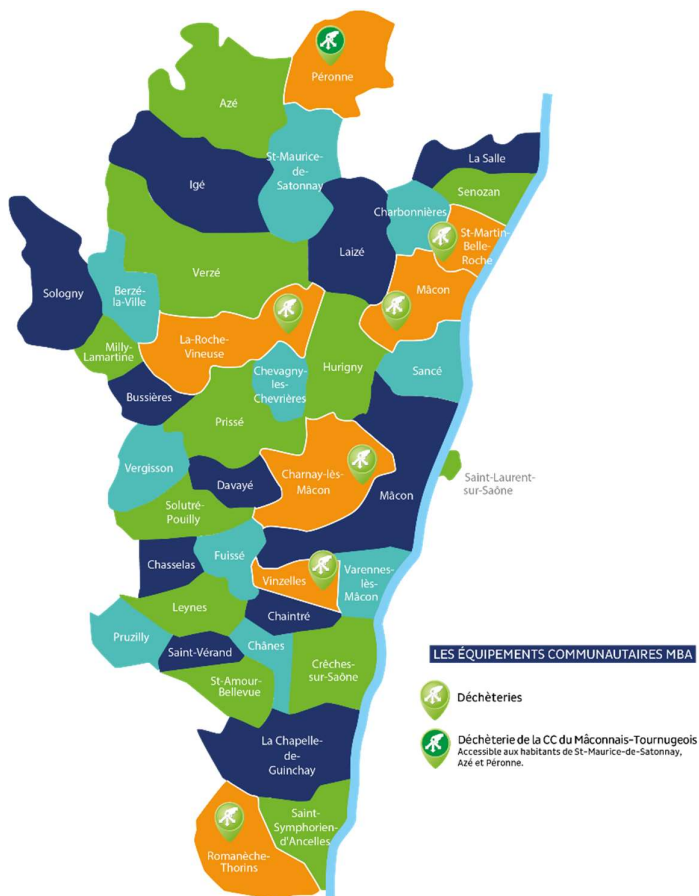 Péronne
Azé
St-Maurice-
de-
Satonnay
La Salle
Igé
Senozan
Charbonnières
St-Martin-
Belle-
Roche
Laizé
Verzé
Mâcon
Sologny
Berzé-
la-Ville
La-Roche-
Vineuse
Milly-
Lamartine
Chevagny-
les-
Chevrières
Hurigny
Sancé
Bussières
Prissé
Vergisson
Davayé
Charnay-lès-
Mâcon
Mâcon
Saint-Laurent-
sur-Saône
Solutré-
Pouilly
Chasselas
Fuissé
Vinzelles
Varennes-
lès-
Mâcon
Leynes
Chaintré
Pruzilly
Saint-Vérand
Chânes
Crêches-
sur-Saône
St-Amour-
Bellevue
LES ÉQUIPEMENTS COMMUNAUTAIRES MBA
Déchèteries
Déchèterie de la CC du Mâconnais-Tournugeois
Accessible aux habitants de St-Maurice-de-Satonnay,
Azé et Péronne.
La Chapelle-
de-
Guinchay
Saint-
Symphorien-
d'Ancelles
Romanèche-
Thorins